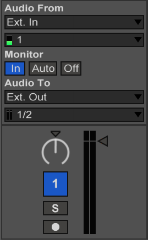 Audio From
Ext. In
1
Monitor
In Auto Off
Audio To
Ext. Out
1/2
1
S